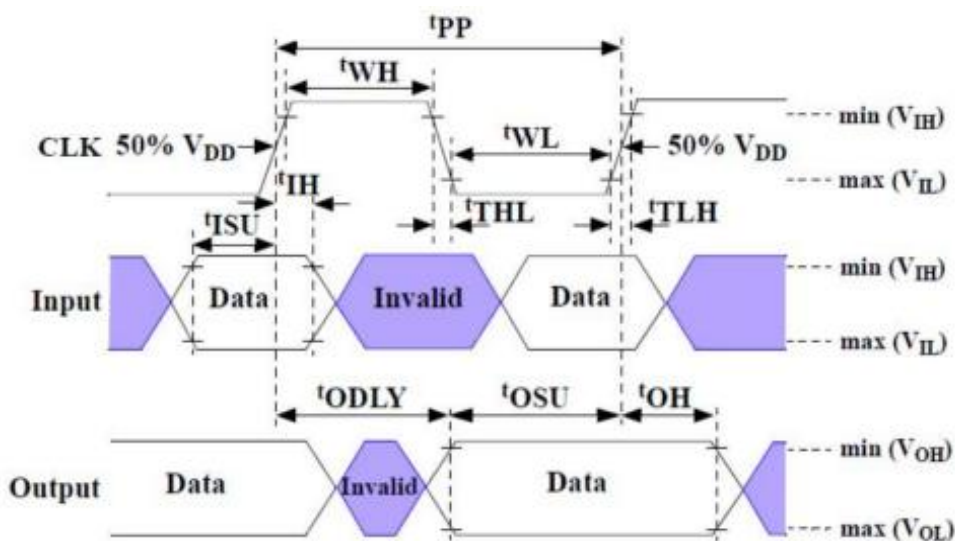 tPP
tWH
min (VIH)
CLK 50% VDD
tWL
50% VDD
tIH
max (VIL)
tISU
tTHL
tTLH
min (VIH)
Input Data Invalid Data
max (VIL)
tODLY tOSU tOH
min (VOH)
Output Data Invalid Data
max (VOL)